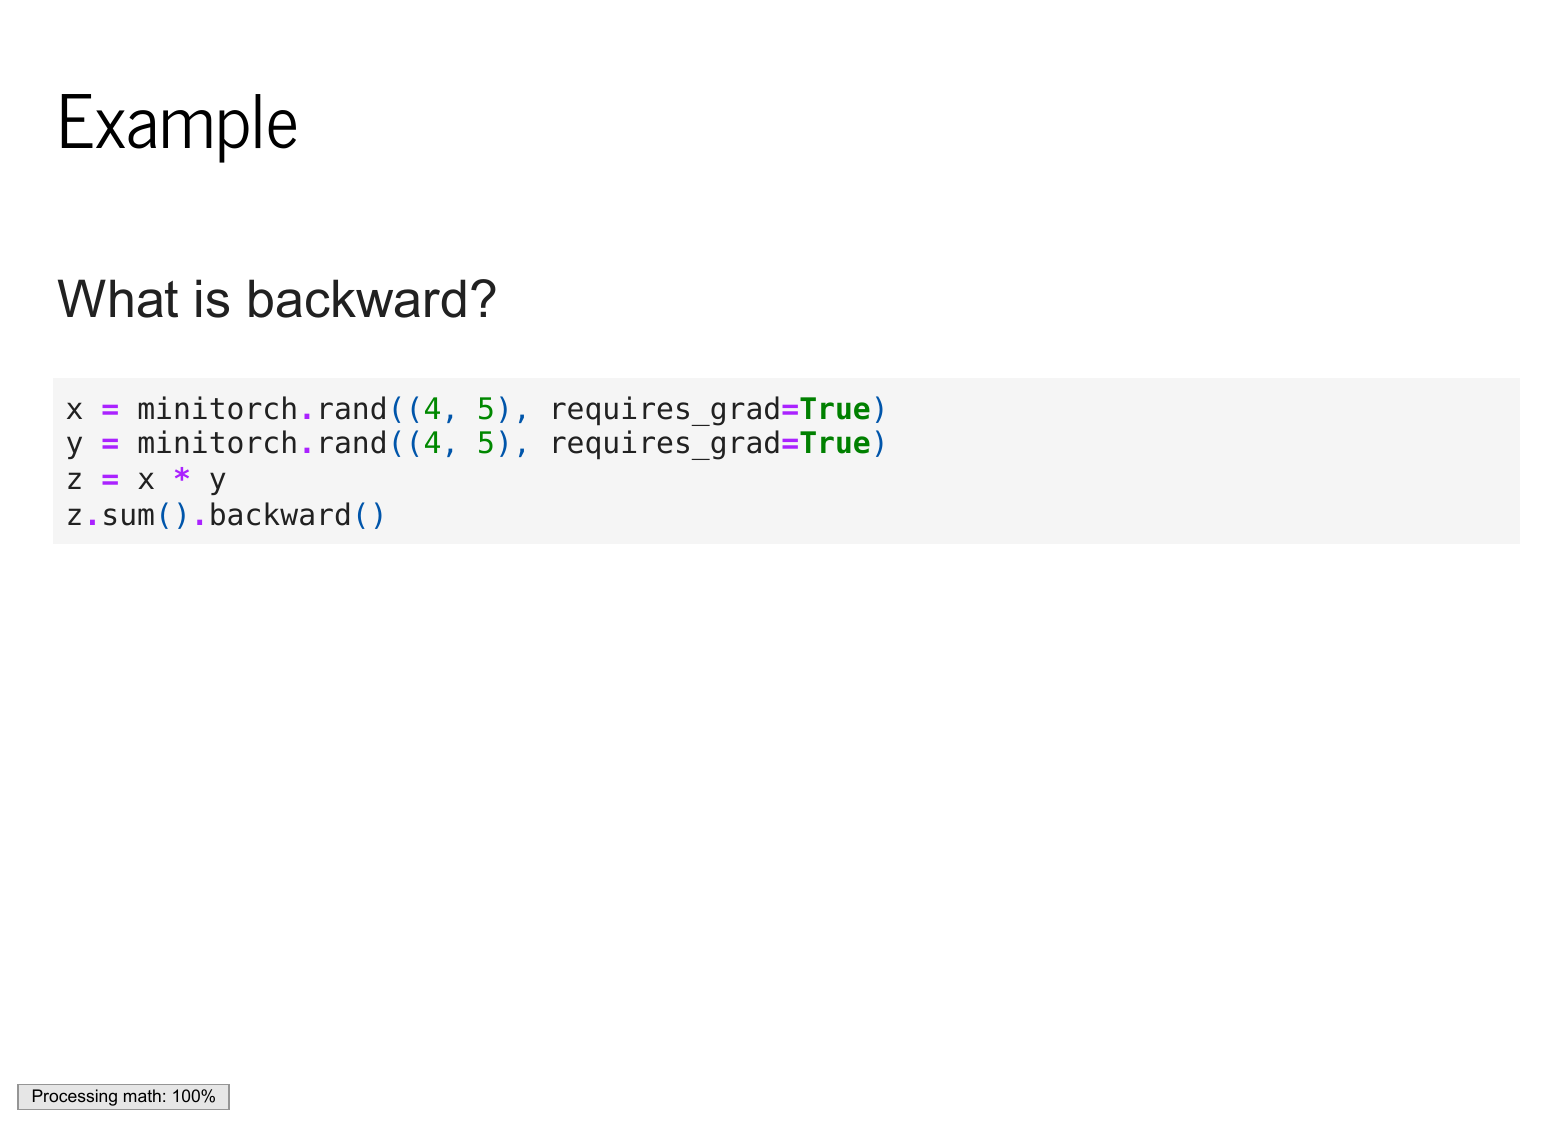 Example
What is backward?
x = minitorch.rand((4, 5), requires_grad=True)
y = minitorch.rand((4, 5), requires_grad=True)
z = x * y
z.sum().backward()
Processing math: 100%